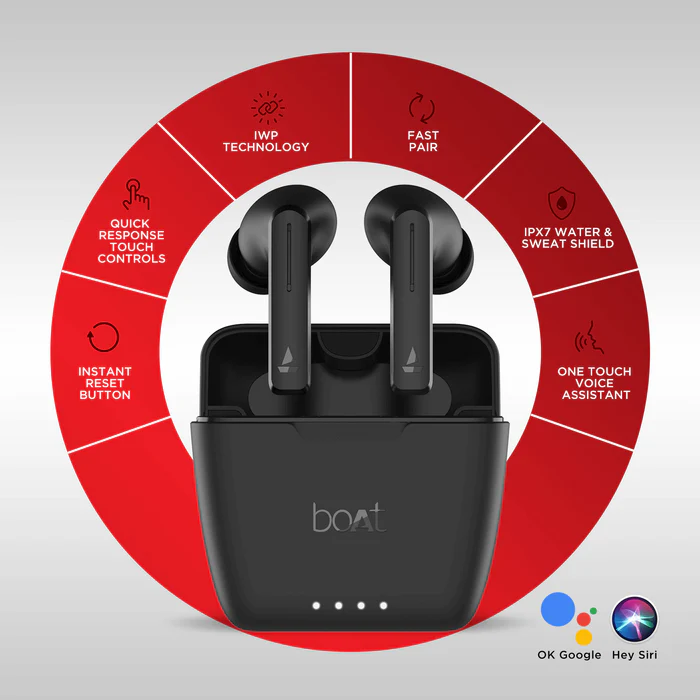 IWP
TECHNOLOGY
FAST
PAIR
QUICK
RESPONSE
TOUCH
CONTROLS
IPX7 WATER &
SWEAT SHIELD
INSTANT
RESET
BUTTON
ONE TOUCH
VOICE
ASSISTANT
boAt
OK Google
Hey Siri